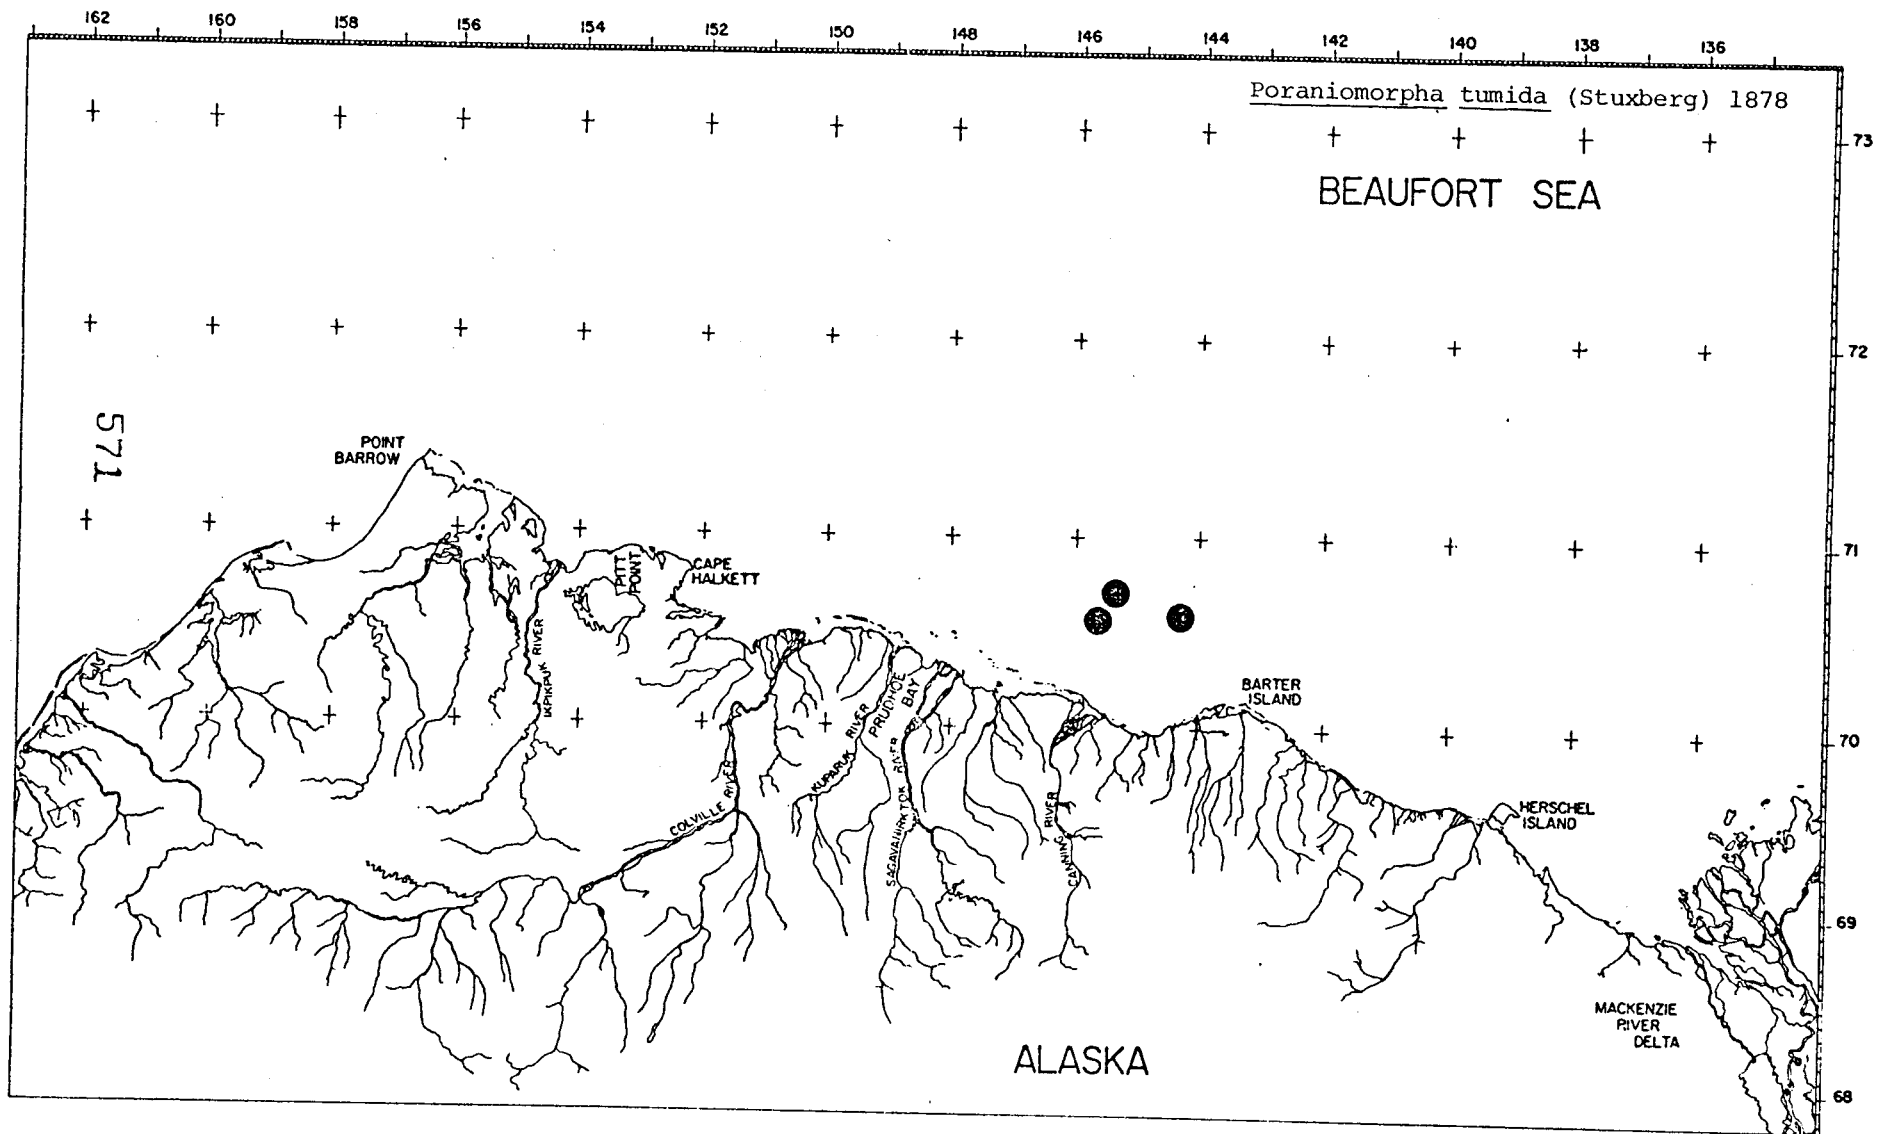 162 160 158 156 154 152 150 148 146 144 142 140 138 136
Poraniomorpha tumida (Stuxberg) 1878
73
BEAUFORT SEA
72
571
POINT
BARROW
71
PITT
POINT
CAPE
HALKETT
IKPIKPUK RIVER
BARTER
ISLAND
PRUDHOE
BAY
KUPARUK RIVER
70
COLVILLE RIVER
SAGAVANIRKTOK RIVER
CANNING RIVER
HERSCHEL
ISLAND
69
MACKENZIE
RIVER
DELTA
ALASKA
68